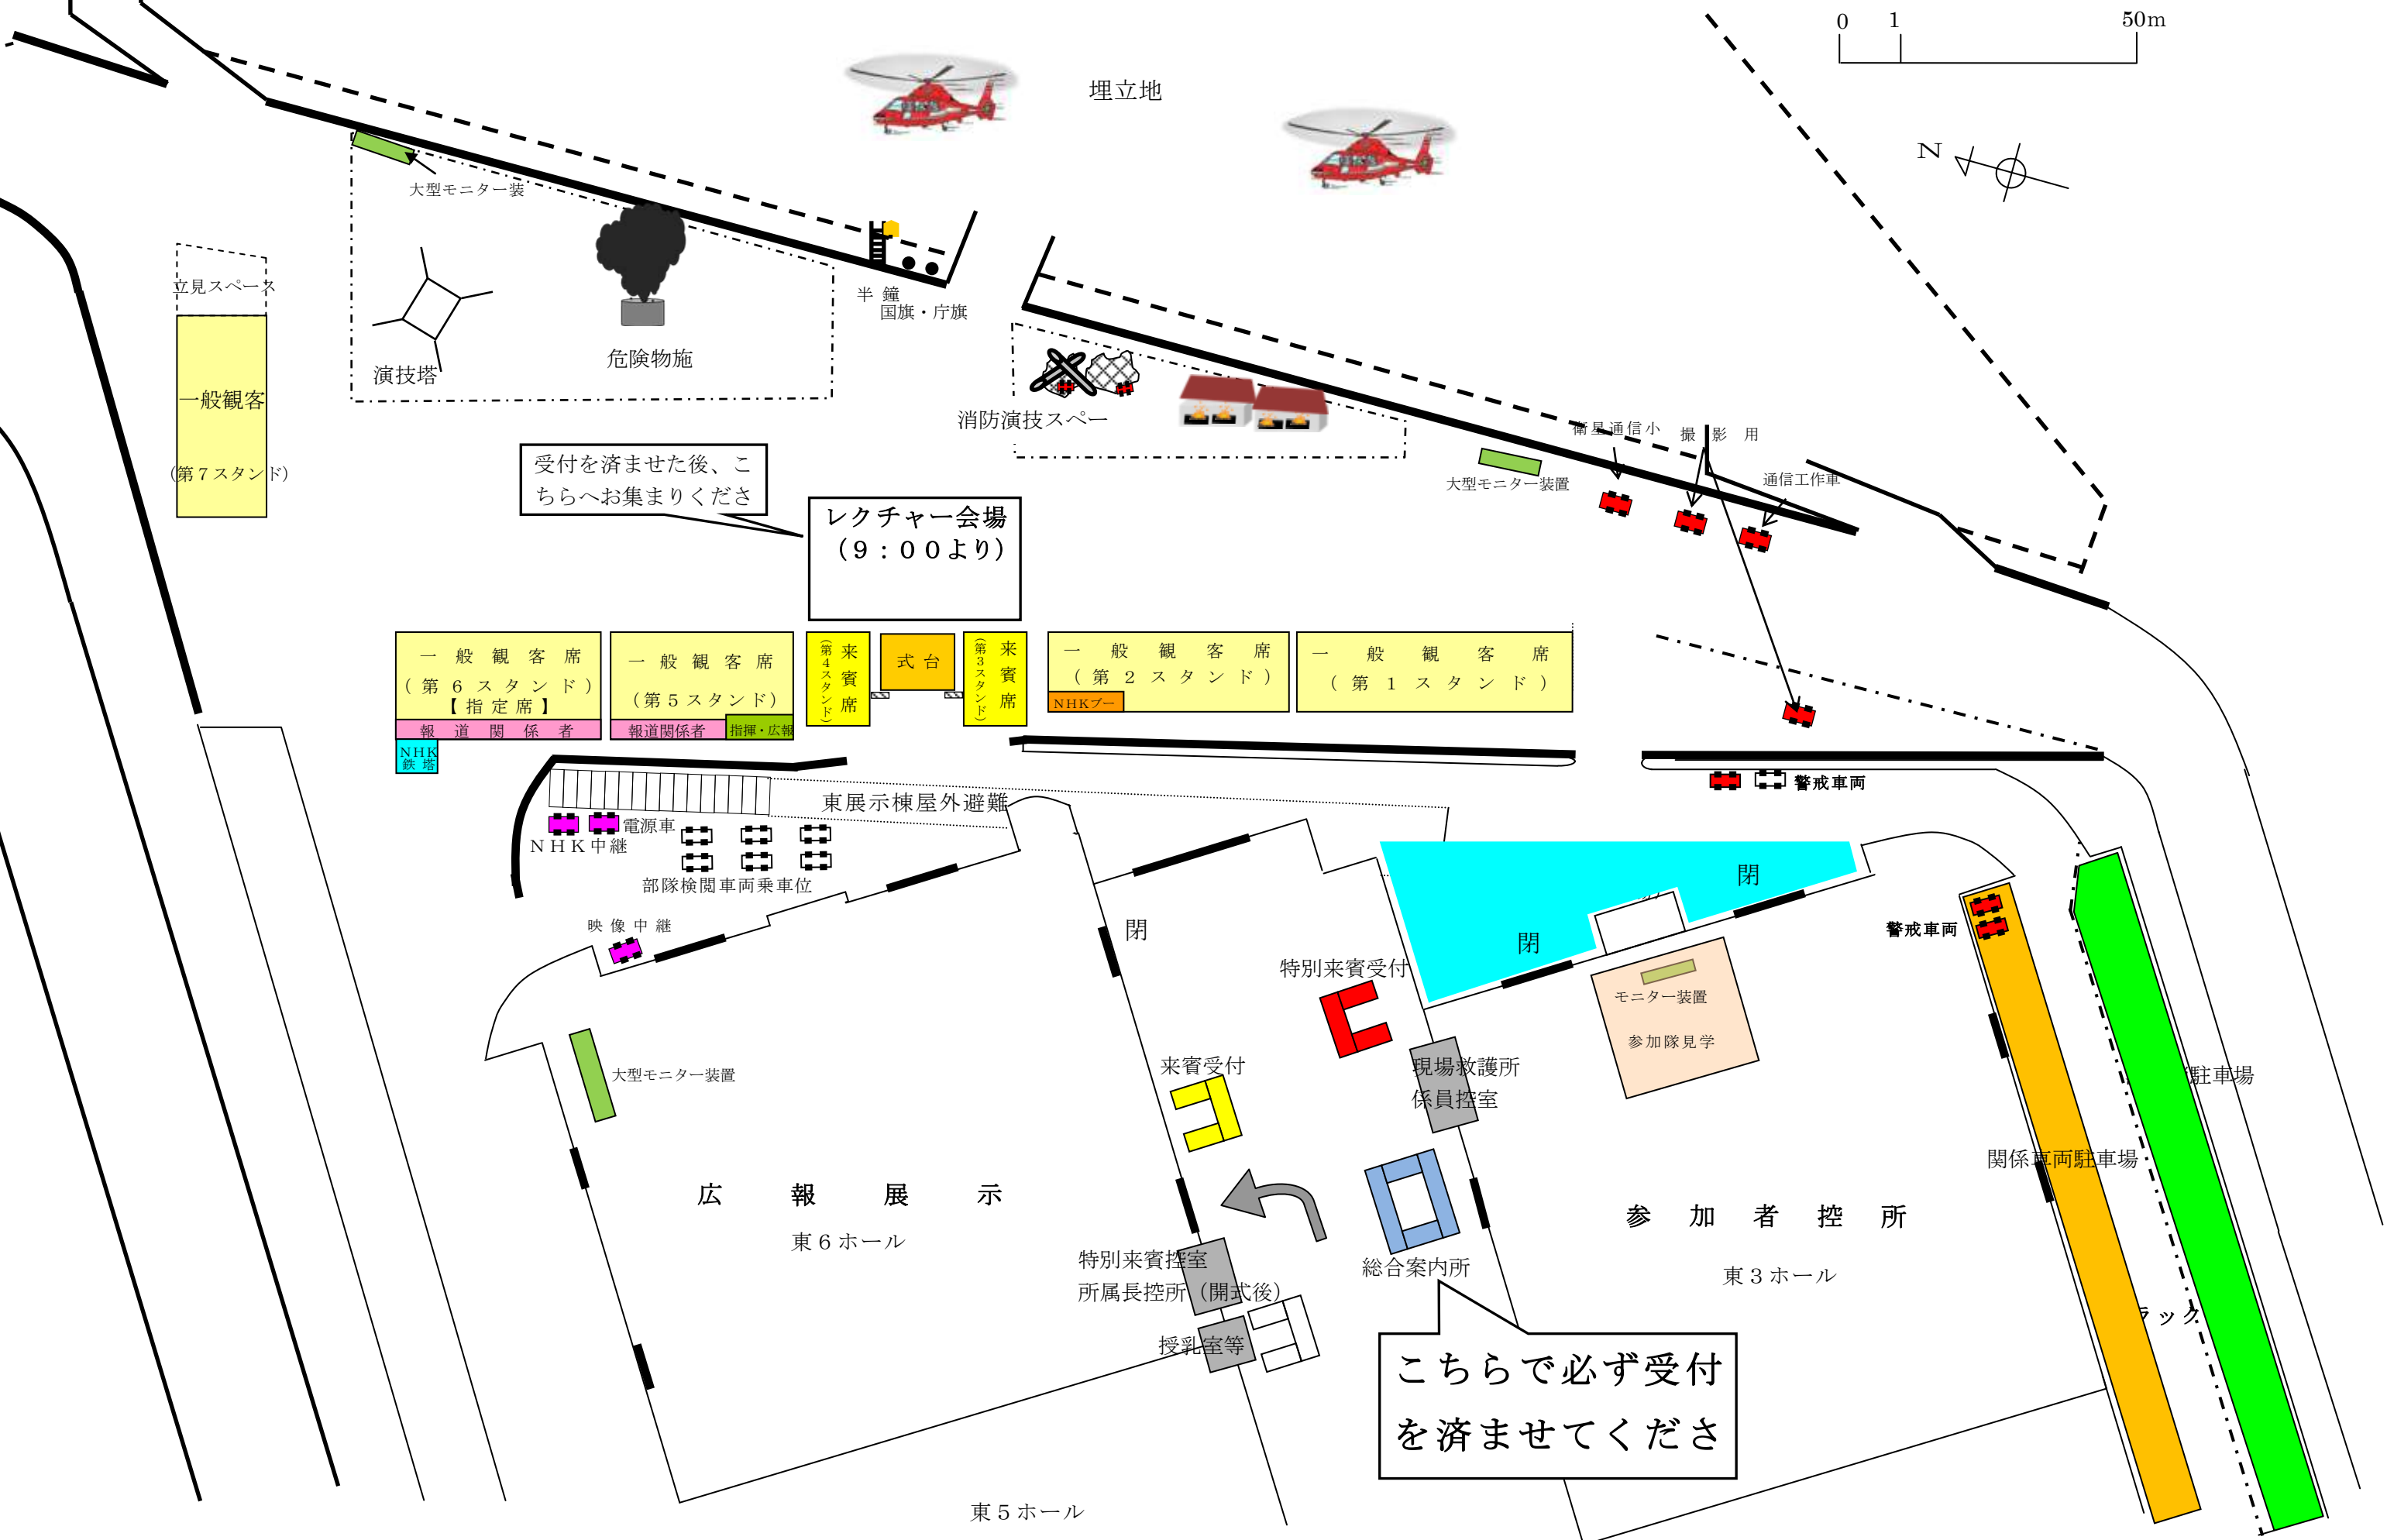 0 1 50m
埋立地
N
大型モニター装
立見スペース
半 鐘
国旗・庁旗
演技塔
危険物施
一般観客
(第７スタンド)
消防演技スペー
衛星通信小
撮 影 用
通信工作車
大型モニター装置
受付を済ませた後、こ
ちらへお集まりくださ
レクチャー会場
（９：００より）
一 般 観 客 席
(第６スタンド)
【指定席】
報 道 関 係 者
NHK
鉄 塔
一 般 観 客 席
(第５スタンド)
報道関係者
指揮・広報
来賓席
(第４スタンド)
式 台
来賓席
(第３スタンド)
一 般 観 客 席
(第２スタンド)
NHKブー
一 般 観 客 席
(第１スタンド)
警戒車両
東展示棟屋外避難
電源車
ＮＨＫ中継
部隊検閲車両乗車位
映 像 中 継
閉
閉
閉
警戒車両
特別来賓受付
モニター装置
参加隊見学
大型モニター装置
来賓受付
現場救護所
係員控室
駐車場
関係車両駐車場
広 報 展 示
東６ホール
参 加 者 控 所
東３ホール
特別来賓控室
所属長控所（開式後）
総合案内所
ラック
授乳室等
こちらで必ず受付
を済ませてくださ
東５ホール